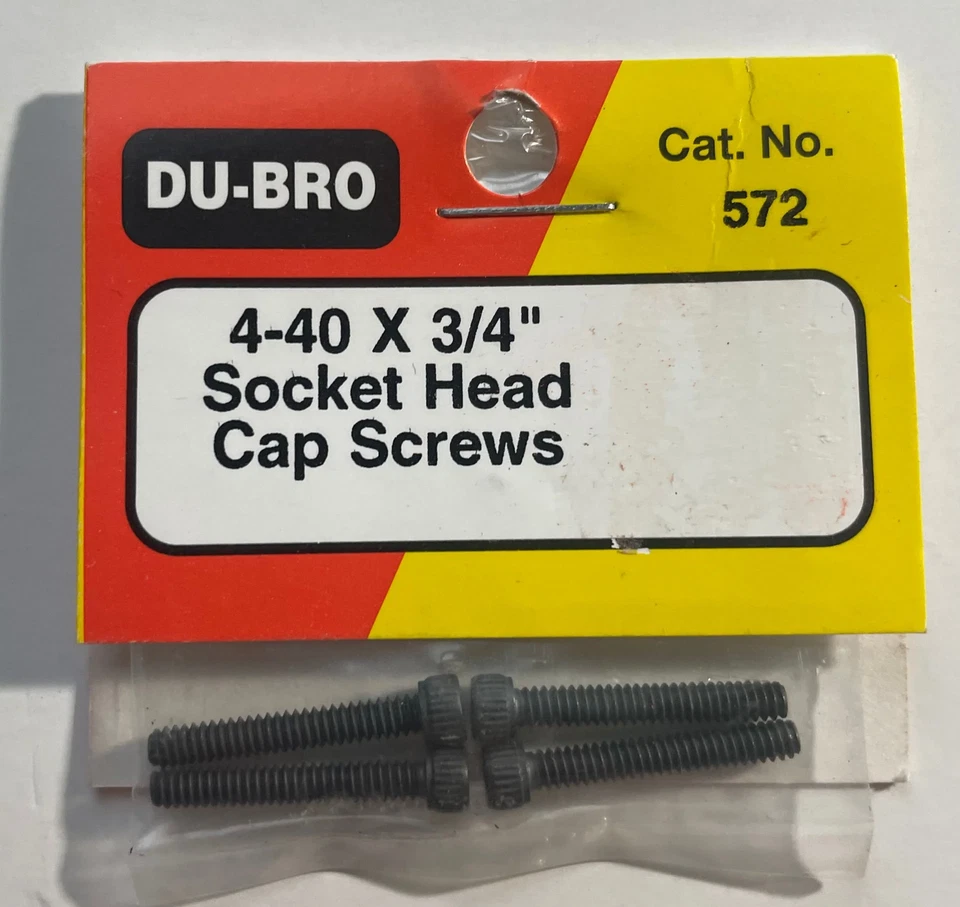 DU-BRO
Cat. No.
572
4-40 X 3/4"
Socket Head
Cap Screws